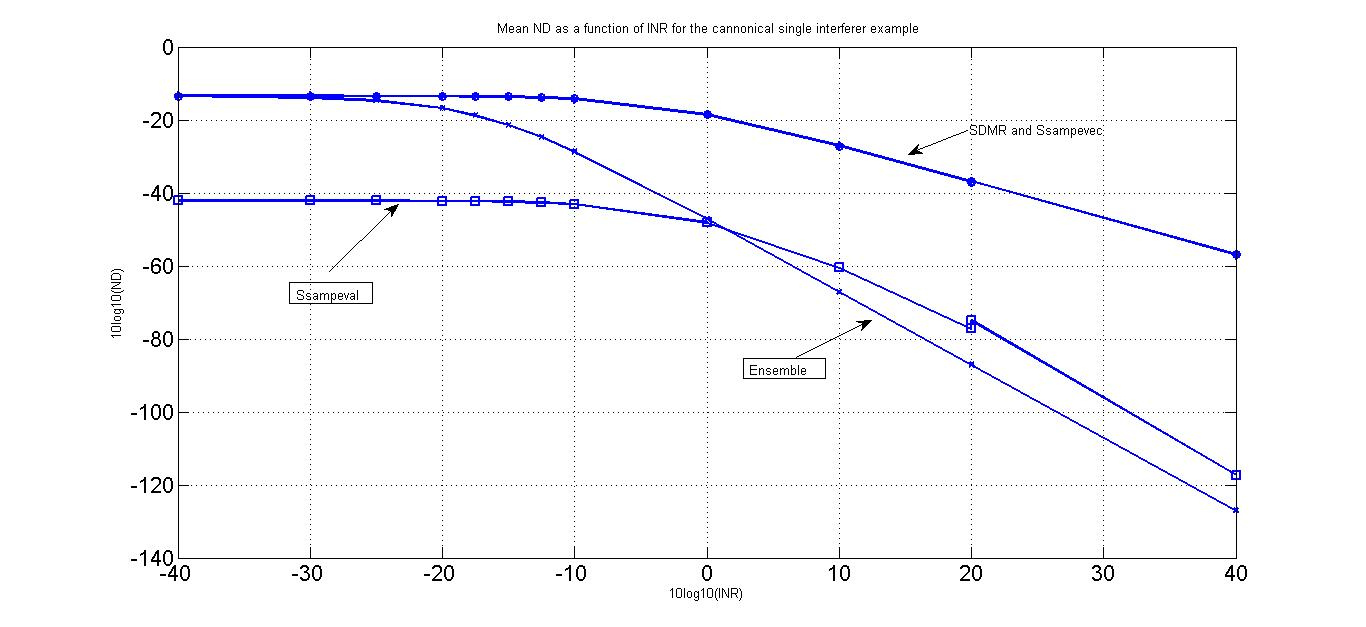 Mean ND as a function of INR for the cannonical single interferer example
0
-20
-40
-60
-80
-100
-120
-140
10log10(ND)
SDMR and Ssampevec
Ssampeval
Ensemble
-40 -30 -20 -10 0 10 20 30 40
10log10(INR)